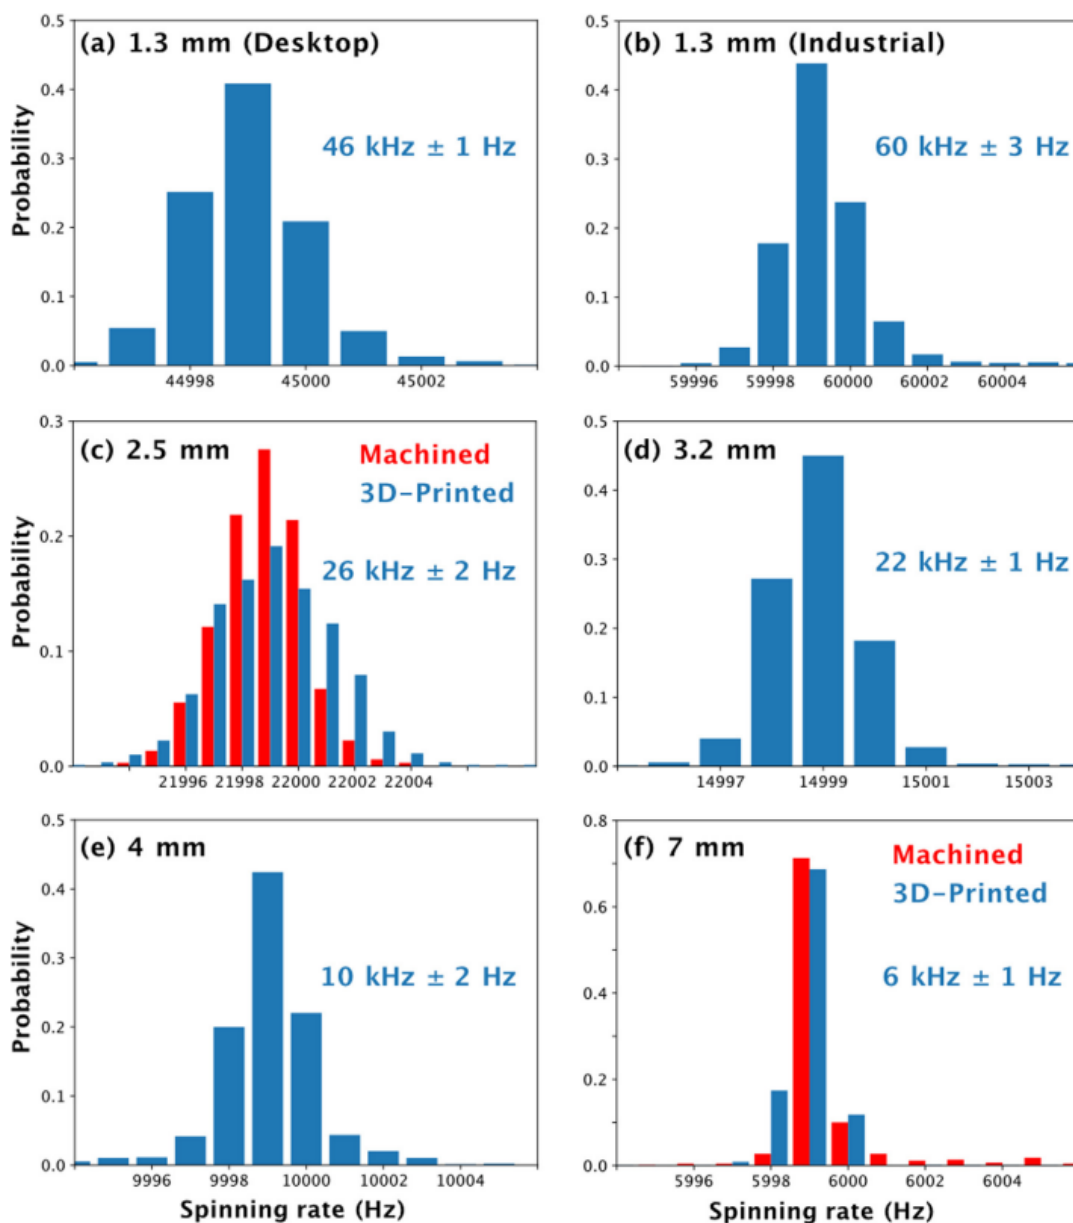 (a) 1.3 mm (Desktop)
46 kHz ± 1 Hz
Probability
0.5
0.4
0.3
0.2
0.1
0.0
44998 45000 45002
(b) 1.3 mm (Industrial)
60 kHz ± 3 Hz
0.5
0.4
0.3
0.2
0.1
0.0
59996 59998 60000 60002 60004
(c) 2.5 mm
Machined
3D-Printed
26 kHz ± 2 Hz
Probability
0.3
0.2
0.1
0.0
21996 21998 22000 22002 22004
(d) 3.2 mm
22 kHz ± 1 Hz
0.5
0.4
0.3
0.2
0.1
0.0
14997 14999 15001 15003
(e) 4 mm
10 kHz ± 2 Hz
Probability
0.5
0.4
0.3
0.2
0.1
0.0
9996 9998 10000 10002 10004
Spinning rate (Hz)
(f) 7 mm
Machined
3D-Printed
6 kHz ± 1 Hz
0.8
0.6
0.4
0.2
0.0
5996 5998 6000 6002 6004
Spinning rate (Hz)